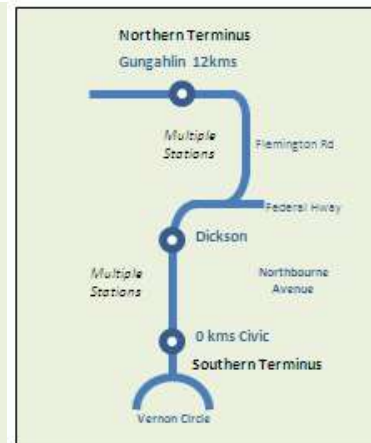 Northern Terminus
Gungahlin 12kms
Multiple
Stations
Flemington Rd
Federal Hway
Dickson
Multiple
Stations
Northbourne
Avenue
0 kms Civic
Southern Terminus
Vernon Circle